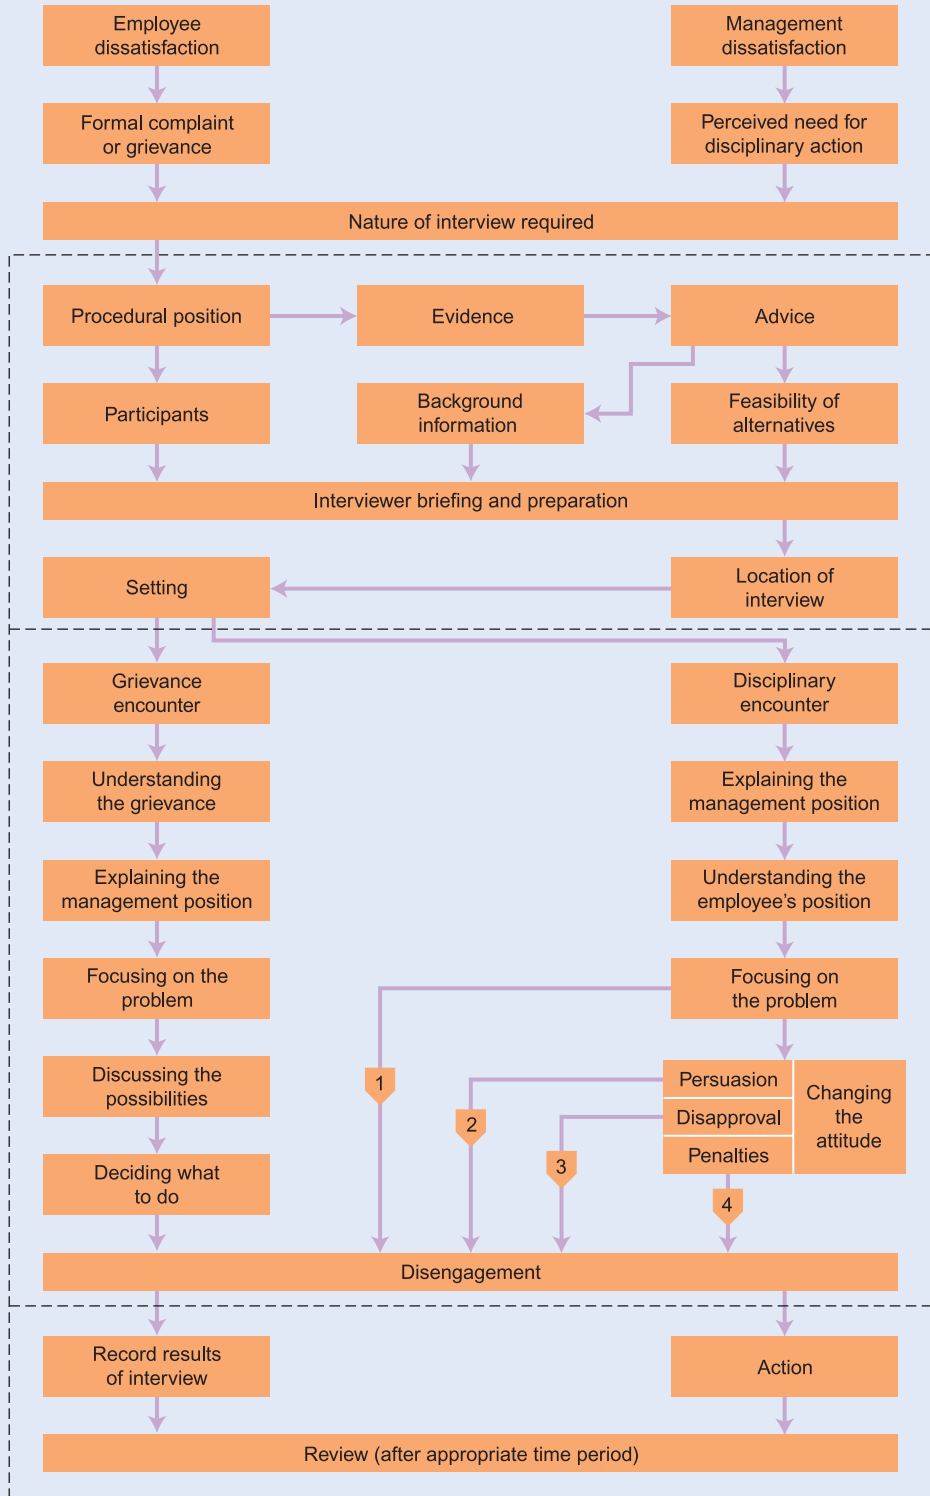 Employee
dissatisfaction
Management
dissatisfaction
Formal complaint
or grievance
Perceived need for
disciplinary action
Nature of interview required
Procedural position
Evidence
Advice
Participants
Background
information
Feasibility of
alternatives
Interviewer briefing and preparation
Setting
Location of
interview
Grievance
encounter
Disciplinary
encounter
Understanding
the grievance
Explaining the
management position
Explaining the
management position
Understanding the
employee's position
Focusing on the
problem
Focusing on
the problem
Discussing the
possibilities
1
2
3
Persuasion
Disapproval
Penalties
Changing
the
attitude
4
Deciding what
to do
Disengagement
Record results
of interview
Action
Review (after appropriate time period)